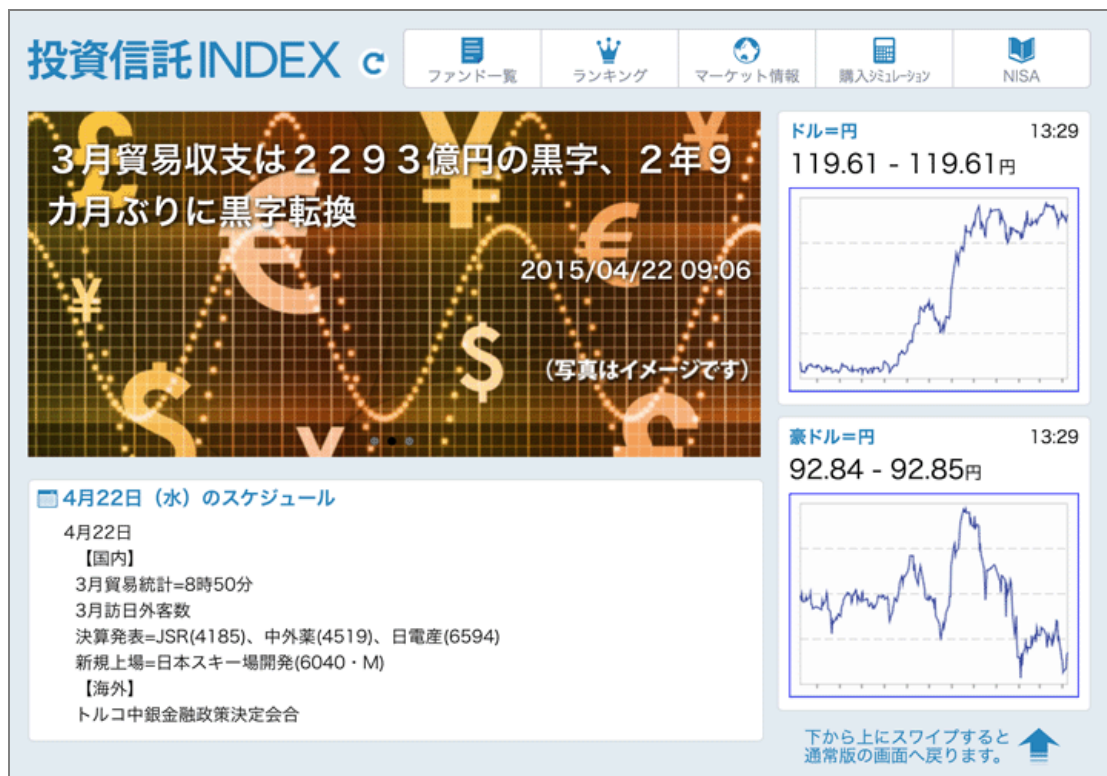 投資信託INDEX
ファンド一覧
ランキング
マーケット情報
購入ｼﾐｭﾚｰｼｮﾝ
NISA
３月貿易収支は２２９３億円の黒字、２年９
カ月ぶりに黒字転換
2015/04/22 09:06
（写真はイメージです）
4月22日（水）のスケジュール
4月22日
【国内】
3月貿易統計=8時50分
3月訪日外客数
決算発表=JSR(4185)、中外薬(4519)、日電産(6594)
新規上場=日本スキー場開発(6040・M)
【海外】
トルコ中銀金融政策決定会合
ドル＝円 13:29
119.61 - 119.61円
豪ドル＝円 13:29
92.84 - 92.85円
下から上にスワイプすると
通常版の画面へ戻ります。